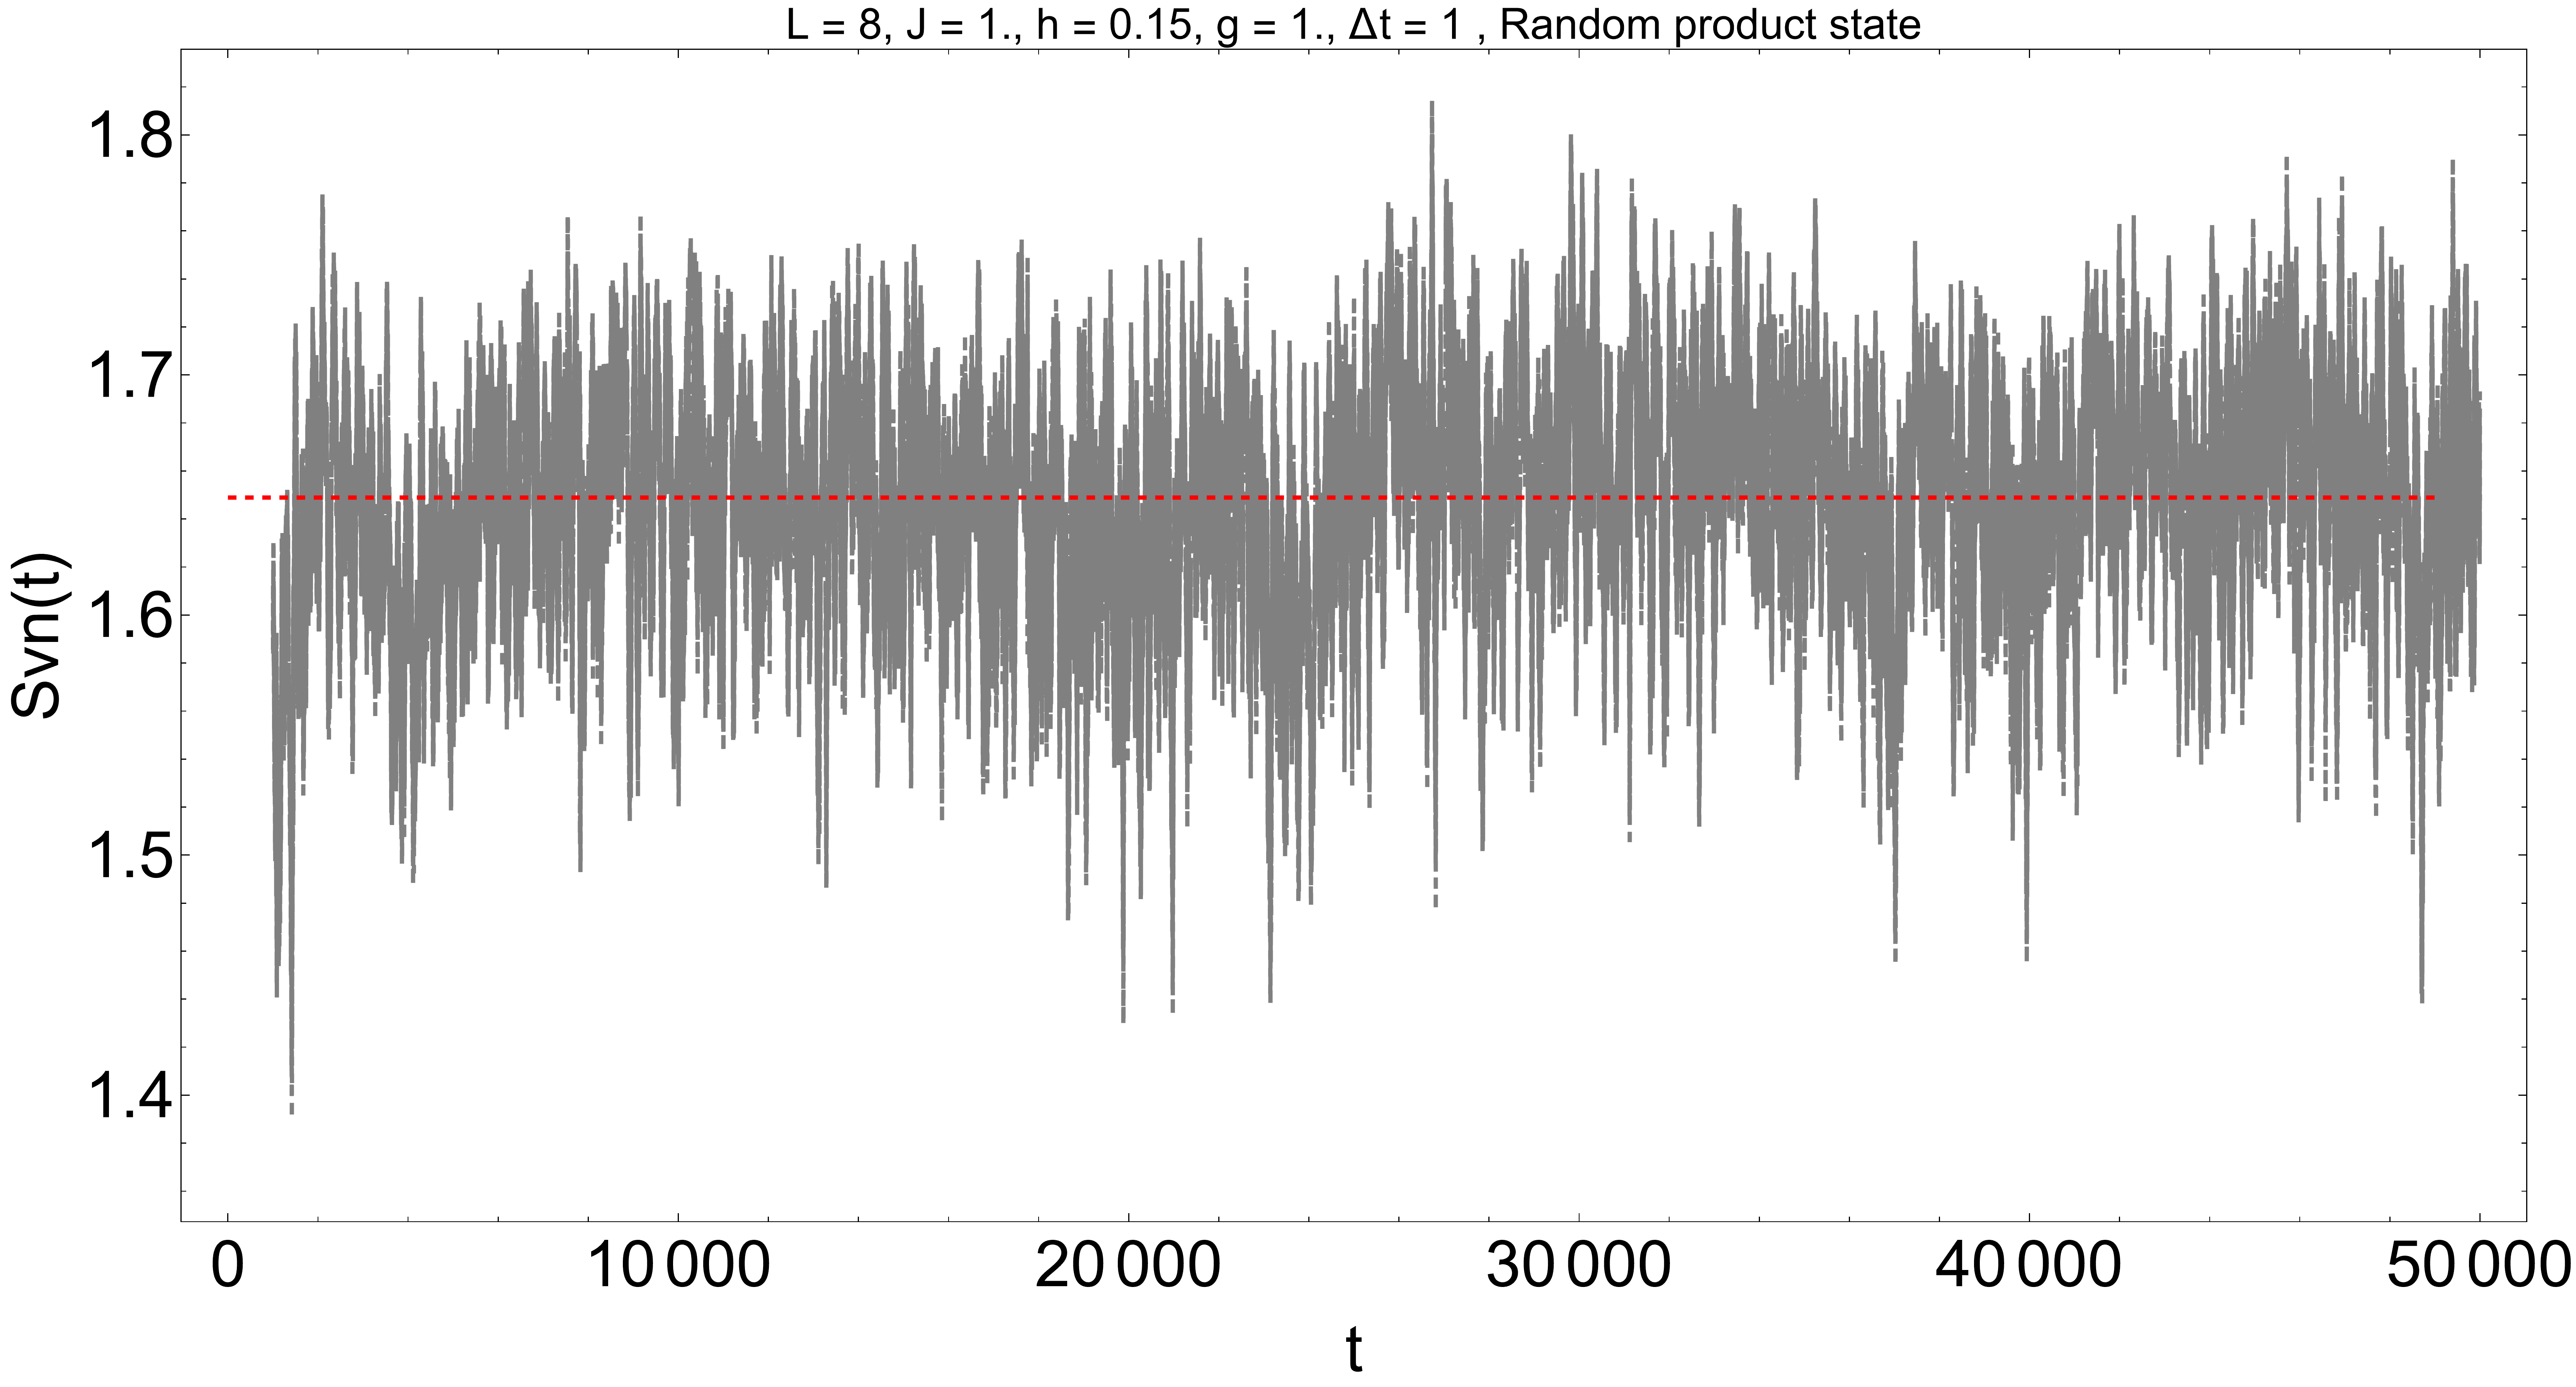 L = 8, J = 1., h = 0.15, g = 1., Δt = 1 , Random product state
1.8
1.7
1.6
1.5
1.4
Svn(t)
0 10 000 20 000 30 000 40 000 50 000
t